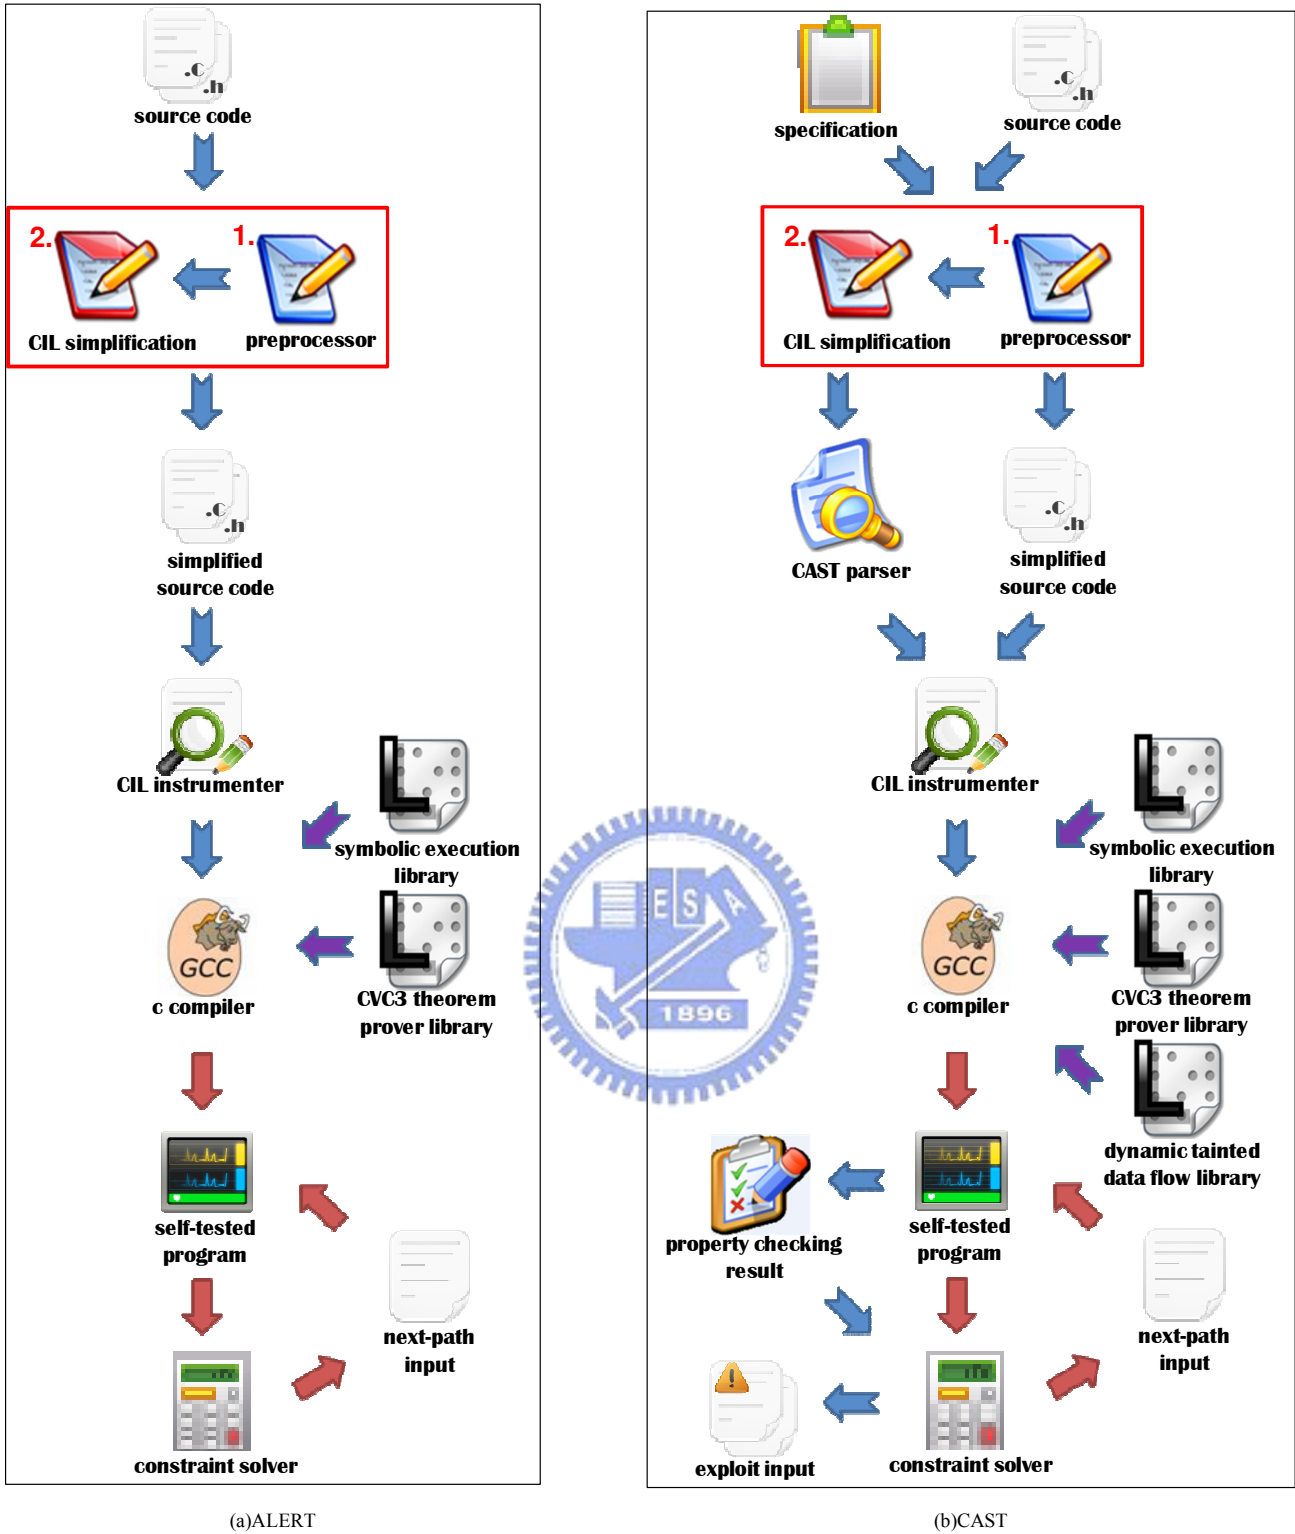 .c
.h
source code
2.
1.
CIL simplification
preprocessor
.c
.h
simplified
source code
CIL instrumenter
symbolic execution
library
GCC
c compiler
CVC3 theorem
prover library
self-tested
program
next-path
input
constraint solver
(a)ALERT
specification
.c
.h
source code
2.
1.
CIL simplification
preprocessor
CAST parser
.c
.h
simplified
source code
CIL instrumenter
symbolic execution
library
GCC
c compiler
CVC3 theorem
prover library
dynamic tainted
data flow library
self-tested
program
property checking
result
next-path
input
exploit input
constraint solver
(b)CAST
E S A
1896